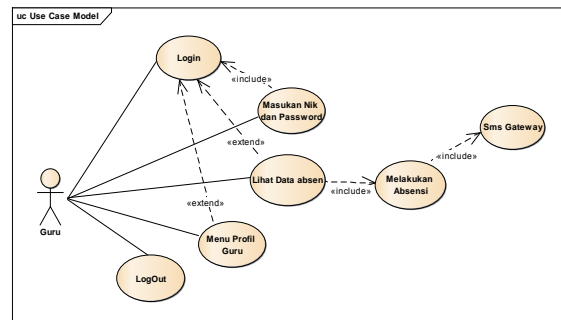 uc Use Case Model
Login
«include»
Masukan Nik
dan Password
Sms Gateway
«extend»
«include»
Lihat Data absen
«include»
Melakukan
Absensi
«extend»
Guru
Menu Profil
Guru
LogOut